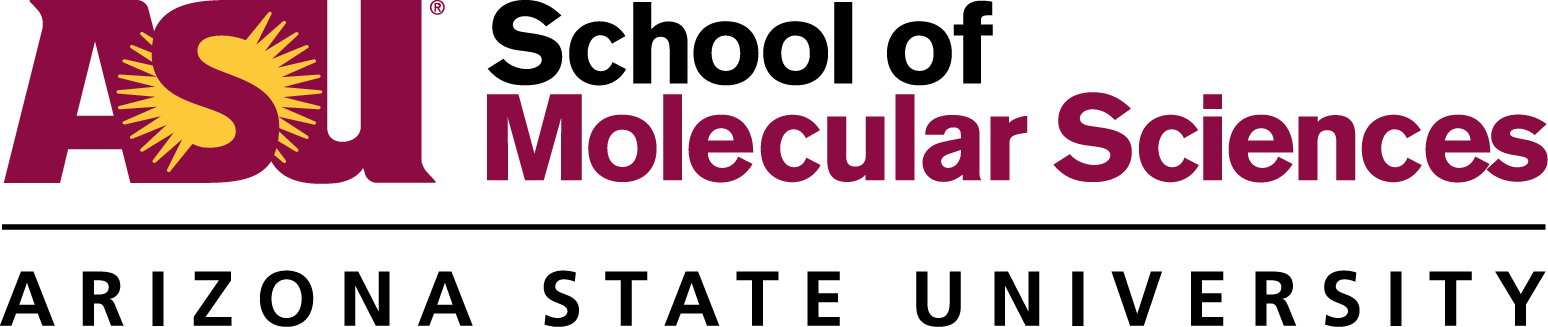 ASU®
School of
Molecular Sciences
ARIZONA STATE UNIVERSITY